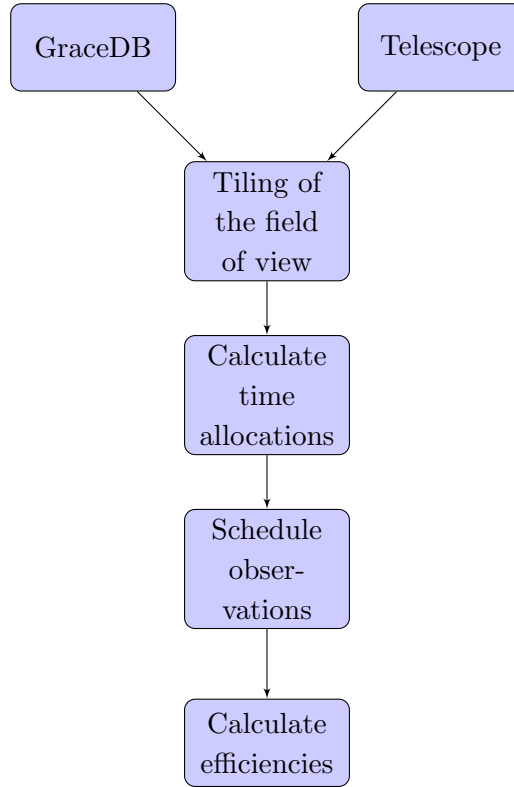 GraceDB
Telescope
Tiling of
the field
of view
Calculate
time
allocations
Schedule
obser-
vations
Calculate
efficiencies